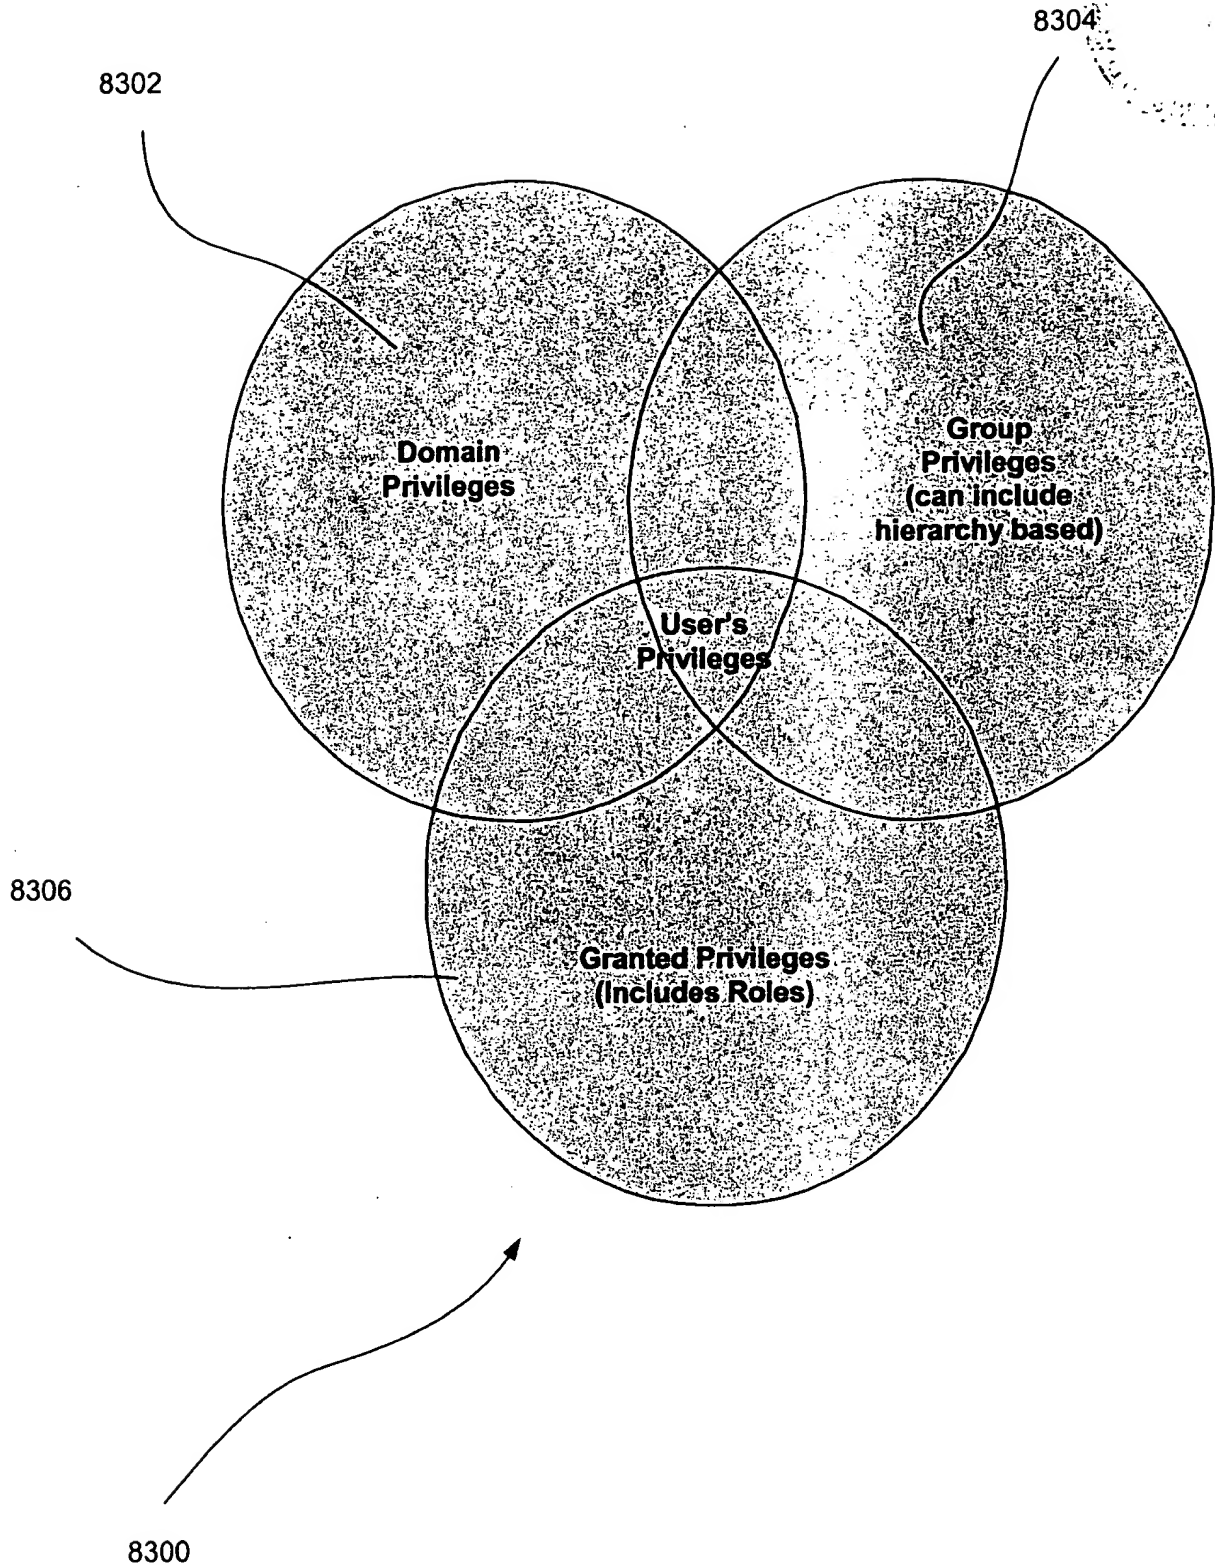 8304
8302
Domain
Privileges
Group
Privileges
(can include
hierarchy based)
User's
Privileges
8306
Granted Privileges
(Includes Roles)
8300